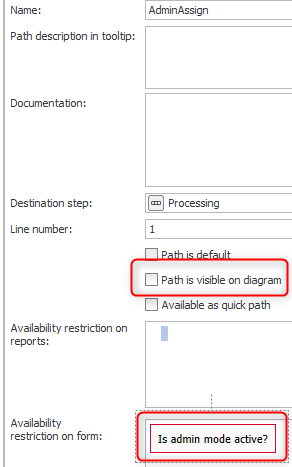 Name: AdminAssign
Path description in tooltip:
Documentation:
Destination step: Processing
Line number: 1
Path is default
Path is visible on diagram
Available as quick path
Availability restriction on
reports:
Availability
restriction on form: Is admin mode active?